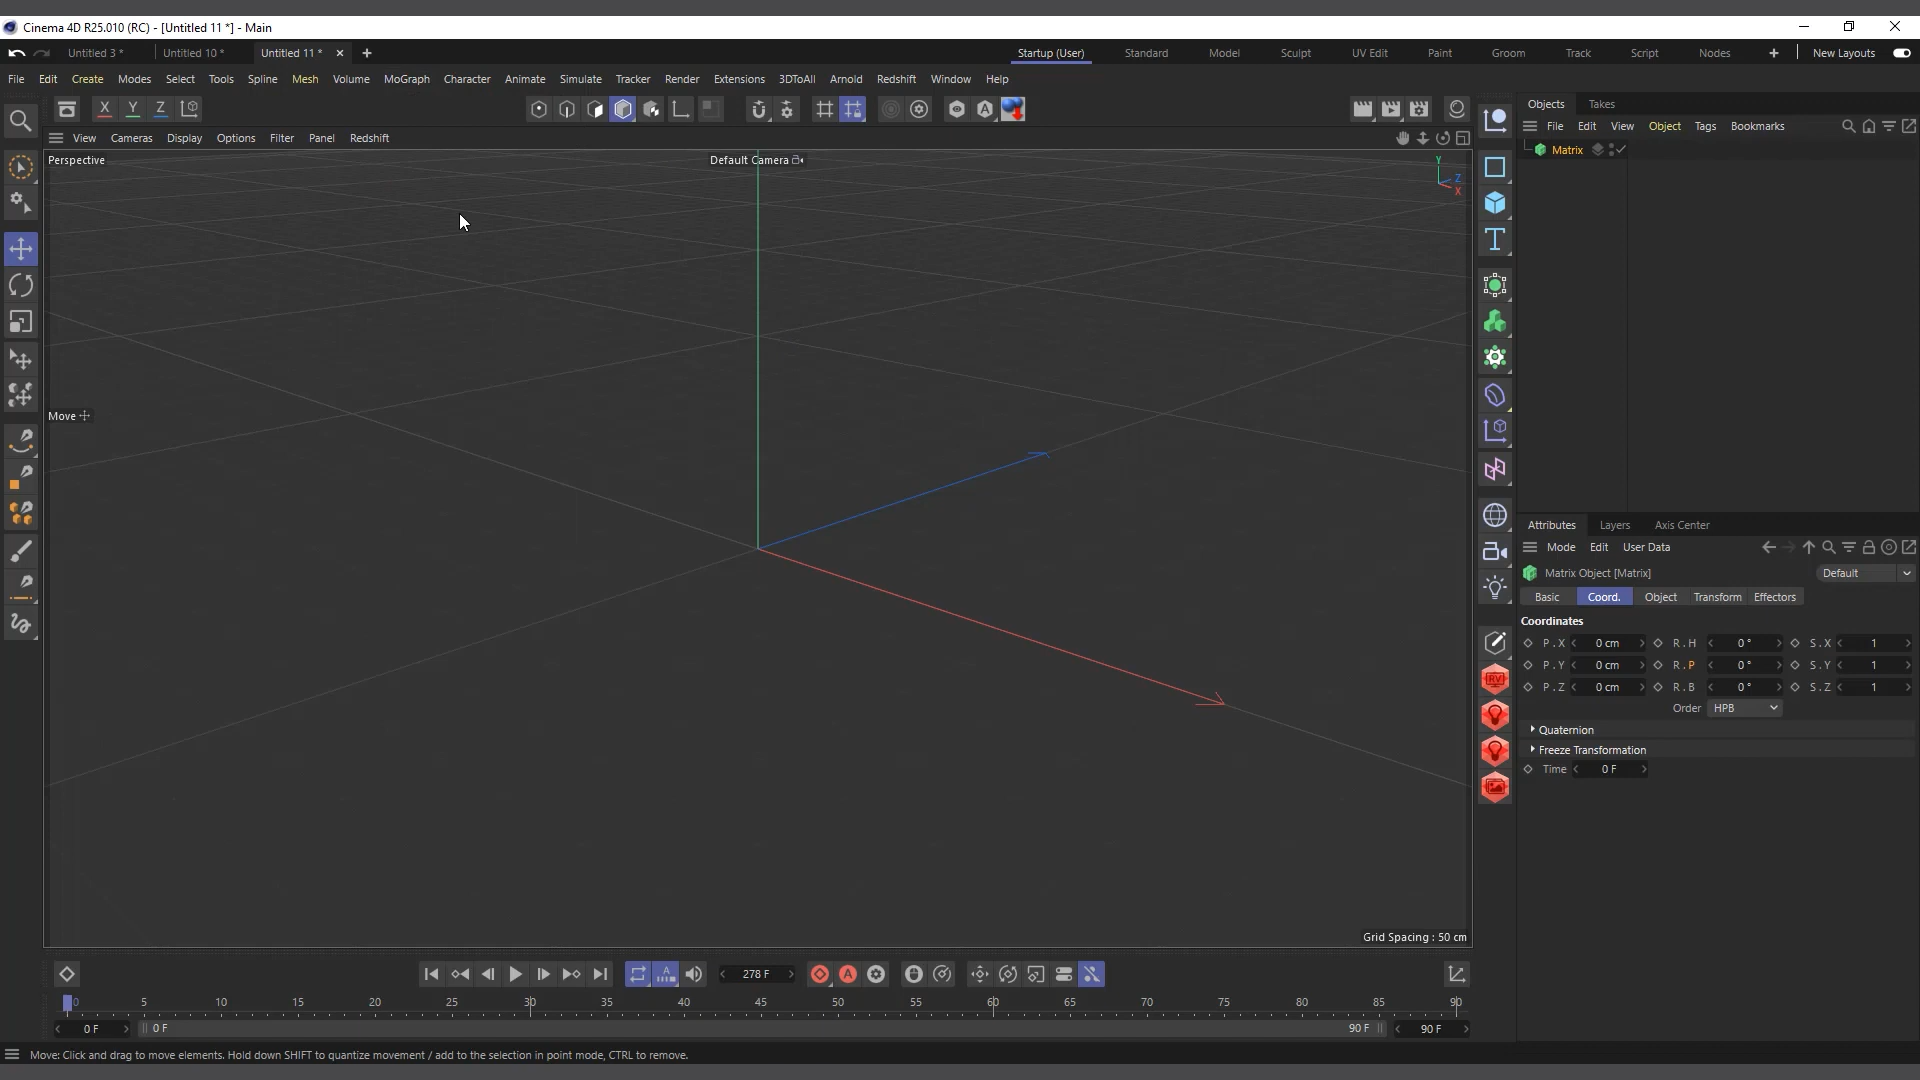 Cinema 4D R25.010 (RC) - [Untitled 11 *] - Main
Untitled 3 * Untitled 10 * Untitled 11 * Startup (User) Standard Model Sculpt UV Edit Paint Groom Track Script Nodes New Layouts
File Edit Create Modes Select Tools Spline Mesh Volume MoGraph Character Animate Simulate Tracker Render Extensions 3DToAll Arnold Redshift Window Help
X Y Z
View Cameras Display Options Filter Panel Redshift
Perspective Default Camera
Y
Z
X
Move
Grid Spacing : 50 cm
Objects Takes
File Edit View Object Tags Bookmarks
Matrix
Attributes Layers Axis Center
Mode Edit User Data
Matrix Object [Matrix] Default
Basic Coord. Object Transform Effectors
Coordinates
P . X 0 cm R . H 0 ° S . X 1
P . Y 0 cm R . P 0 ° S . Y 1
P . Z 0 cm R . B 0 ° S . Z 1
Order HPB
Quaternion
Freeze Transformation
Time 0 F
RV
A A 278 F A
0 5 10 15 20 25 30 35 40 45 50 55 60 65 70 75 80 85 90
0 F 0 F 90 F 90 F
Move: Click and drag to move elements. Hold down SHIFT to quantize movement / add to the selection in point mode, CTRL to remove.